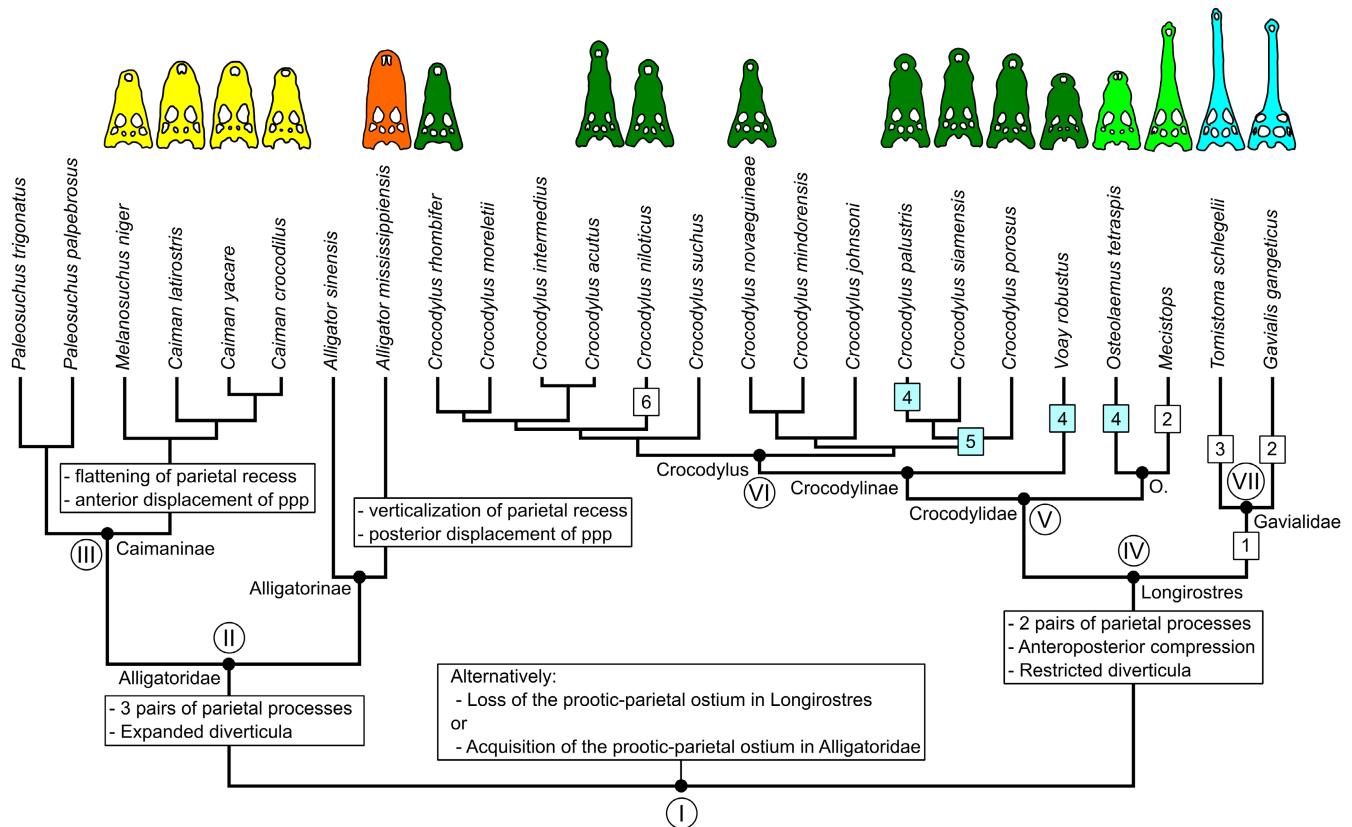 Paleosuchus trigonatus
Paleosuchus palpebrosus
Melanosuchus niger
Caiman latirostris
Caiman yacare
Caiman crocodilus
Alligator sinensis
Alligator mississippiensis
Crocodylus rhombifer
Crocodylus moreletii
Crocodylus intermedius
Crocodylus acutus
Crocodylus niloticus
Crocodylus suchus
Crocodylus novaeguineae
Crocodylus mindorensis
Crocodylus johnsoni
Crocodylus palustris
Crocodylus siamensis
Crocodylus porosus
Voay robustus
Osteolaemus tetraspis
Mecistops
Tomistoma schlegelii
Gavialis gangeticus
6
4
5
4
4
2
3
2
1
- flattening of parietal recess
- anterior displacement of ppp
- verticalization of parietal recess
- posterior displacement of ppp
Crocodylus
VI
Crocodylinae
O.
VII
Crocodylidae
V
Gavialidae
III
Caimaninae
IV
Alligatorinae
Longirostres
II
Alligatoridae
- 2 pairs of parietal processes
- Anteroposterior compression
- Restricted diverticula
- 3 pairs of parietal processes
- Expanded diverticula
Alternatively:
- Loss of the prootic-parietal ostium in Longirostres
or
- Acquisition of the prootic-parietal ostium in Alligatoridae
I